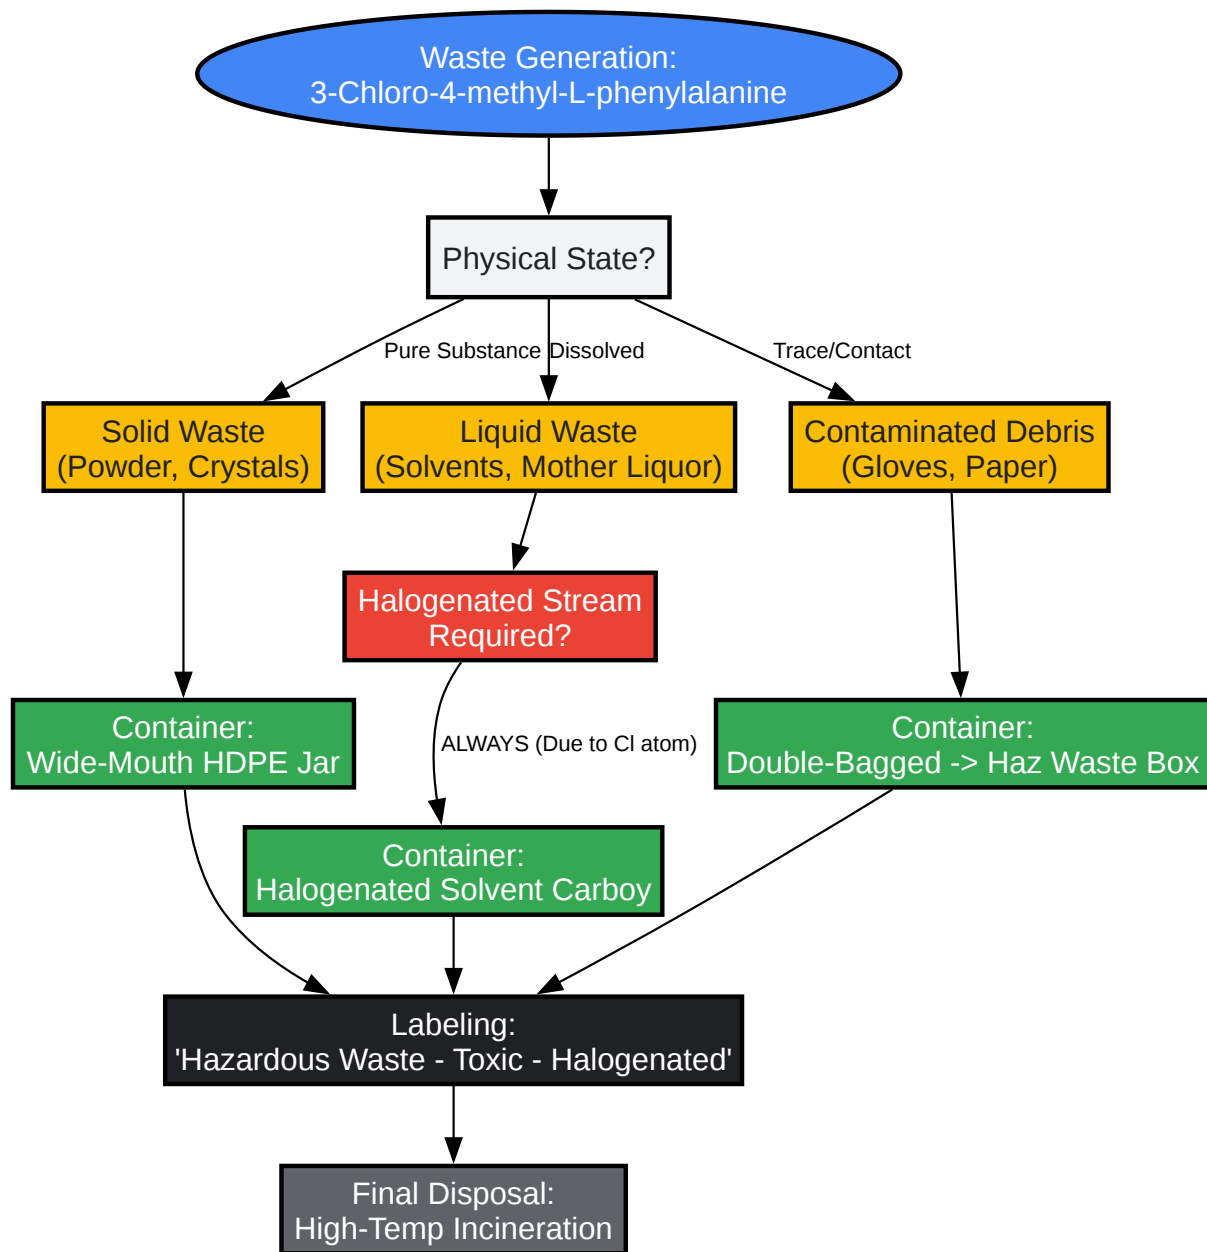 Waste Generation:
3-Chloro-4-methyl-L-phenylalanine
Physical State?
Pure Substance
Dissolved
Trace/Contact
Solid Waste
(Powder, Crystals)
Liquid Waste
(Solvents, Mother Liquor)
Contaminated Debris
(Gloves, Paper)
Halogenated Stream
Required?
Container:
Wide-Mouth HDPE Jar
ALWAYS (Due to Cl atom)
Container:
Double-Bagged -> Haz Waste Box
Container:
Halogenated Solvent Carboy
Labeling:
'Hazardous Waste - Toxic - Halogenated'
Final Disposal:
High-Temp Incineration